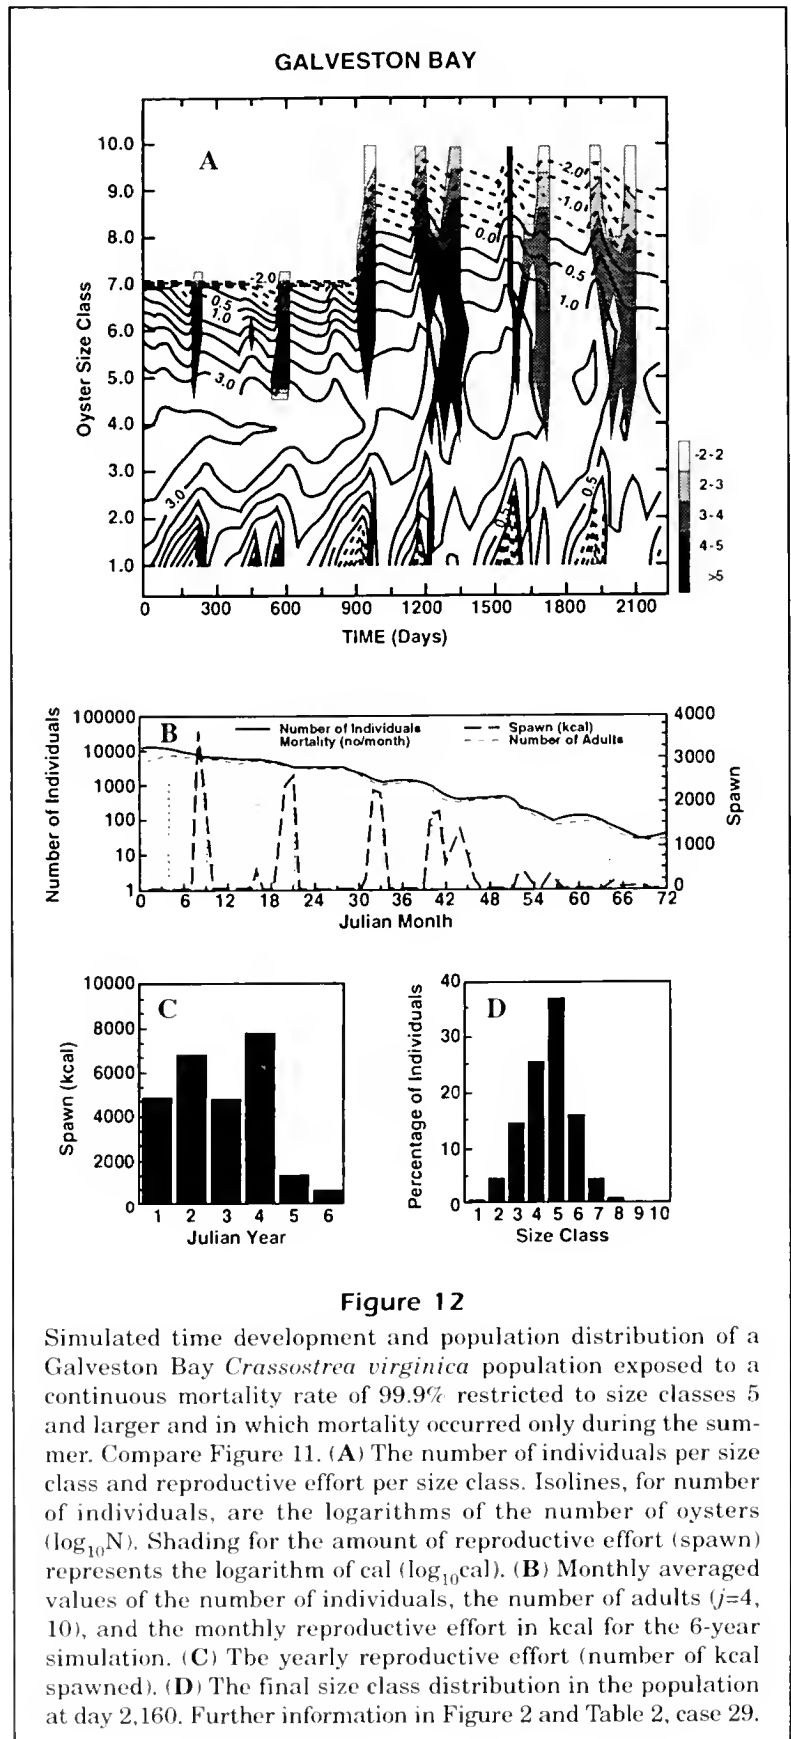 GALVESTON BAY
A
10.0
9.0
8.0
7.0
6.0
5.0
4.0
3.0
2.0
1.0
Oyster Size Class
-2.0
-1.0
0.0
0.5
1.0
-2.0
0.5
1.0
3.0
3.0
0.5
0.5
-2-2
2-3
3-4
4-5
>5
0 300 600 900 1200 1500 1800 2100
TIME (Days)
B
Number of Individuals
Mortality (no/month)
Spawn (kcal)
Number of Adults
100000
10000
1000
100
10
1
Number of Individuals
4000
3000
2000
1000
0
Spawn
0 6 12 18 24 30 36 42 48 54 60 66 72
Julian Month
C
10000
8000
6000
4000
2000
0
Spawn (kcal)
1 2 3 4 5 6
Julian Year
D
40
30
20
10
0
Percentage of Individuals
1 2 3 4 5 6 7 8 9 10
Size Class
Figure 12
Simulated time development and population distribution of a
Galveston Bay Crassostrea virginica population exposed to a
continuous mortality rate of 99.9% restricted to size classes 5
and larger and in which mortality occurred only during the sum-
mer. Compare Figure 11. (A) The number of individuals per size
class and reproductive effort per size class. Isolines, for number
of individuals, are the logarithms of the number of oysters
(log10N). Shading for the amount of reproductive effort (spawn)
represents the logarithm of cal (log10cal). (B) Monthly averaged
values of the number of individuals, the number of adults (j=4,
10), and the monthly reproductive effort in kcal for the 6-year
simulation. (C) The yearly reproductive effort (number of kcal
spawned). (D) The final size class distribution in the population
at day 2,160. Further information in Figure 2 and Table 2, case 29.